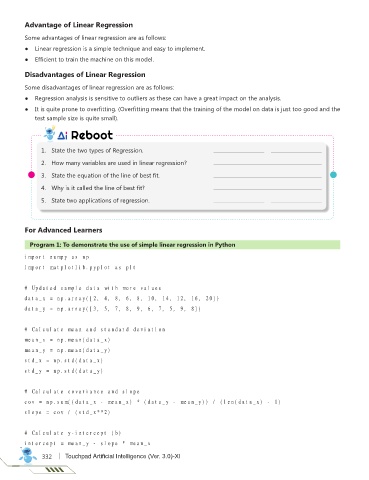 Advantage of Linear Regression
Some advantages of linear regression are as follows:
● Linear regression is a simple technique and easy to implement.
● Efficient to train the machine on this model.
Disadvantages of Linear Regression
Some disadvantages of linear regression are as follows:
● Regression analysis is sensitive to outliers as these can have a great impact on the analysis.
● It is quite prone to overfitting. (Overfitting means that the training of the model on data is just too good and the
test sample size is quite small).
Ai Reboot
1. State the two types of Regression.
2. How many variables are used in linear regression?
3. State the equation of the line of best fit.
4. Why is it called the line of best fit?
5. State two applications of regression.
For Advanced Learners
Program 1: To demonstrate the use of simple linear regression in Python
import numpy as np
import matplotlib.pyplot as plt
# Updated sample data with more values
data_x = np.array([2, 4, 6, 8, 10, 14, 12, 16, 20])
data_y = np.array([3, 5, 7, 8, 9, 6, 7, 5, 9, 8])
# Calculate mean and standard deviation
mean_x = np.mean(data_x)
mean_y = np.mean(data_y)
std_x = np.std(data_x)
std_y = np.std(data_y)
# Calculate covariance and slope
cov = np.sum((data_x - mean_x) * (data_y - mean_y)) / (len(data_x) - 1)
slope = cov / (std_x**2)
# Calculate y-intercept (b)
intercept = mean_y - slope * mean_x
332 | Touchpad Artificial Intelligence (Ver. 3.0)-XI